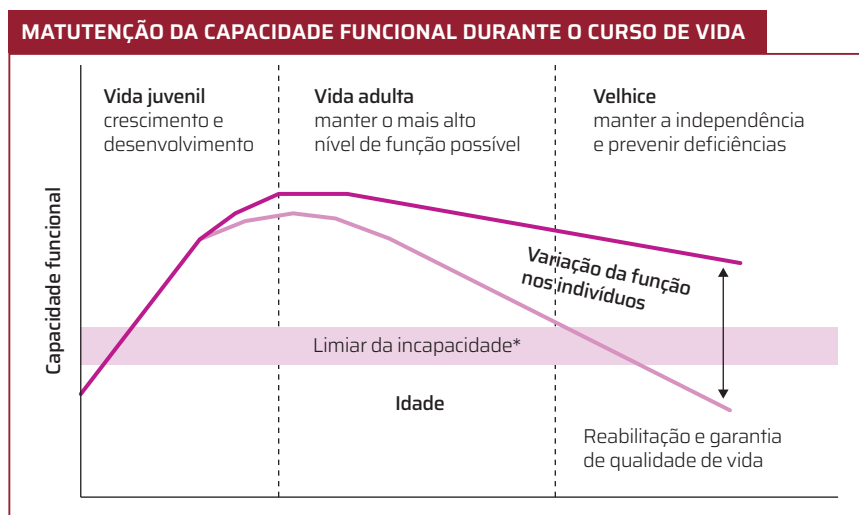 MATUTENÇÃO DA CAPACIDADE FUNCIONAL DURANTE O CURSO DE VIDA
Vida juvenil
crescimento e
desenvolvimento
Vida adulta
manter o mais alto
nível de função possível
Velhice
manter a independência
e prevenir deficiências
Capacidade funcional
Variação da função
nos indivíduos
Limiar da incapacidade*
Idade
Reabilitação e garantia
de qualidade de vida